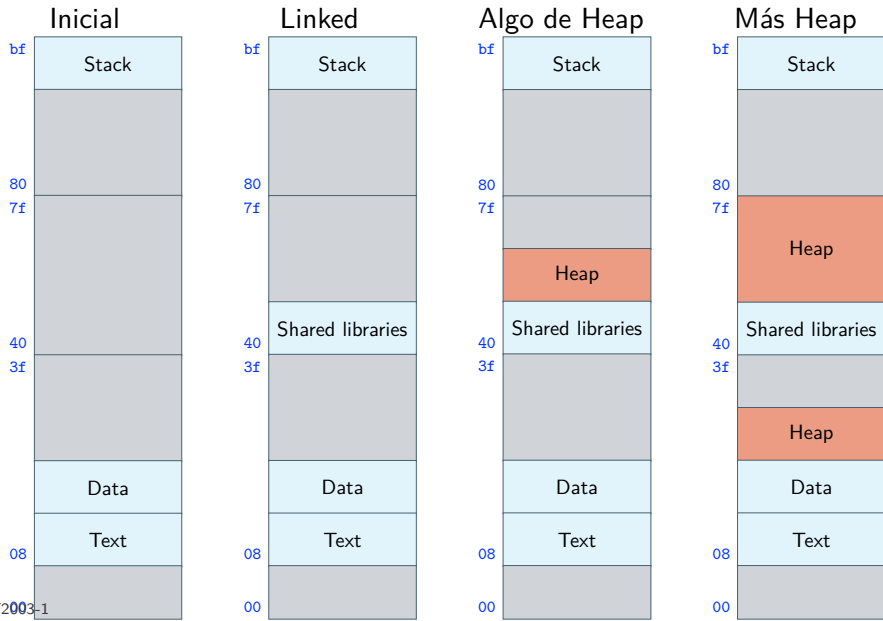 Inicial
bf
Stack
80
7f
40
3f
Data
Text
08
00
2003-1
Linked
bf
Stack
80
7f
Shared libraries
40
3f
Data
Text
08
00
Algo de Heap
bf
Stack
80
7f
Heap
Shared libraries
40
3f
Data
Text
08
00
Más Heap
bf
Stack
80
7f
Heap
Shared libraries
40
3f
Heap
Data
Text
08
00